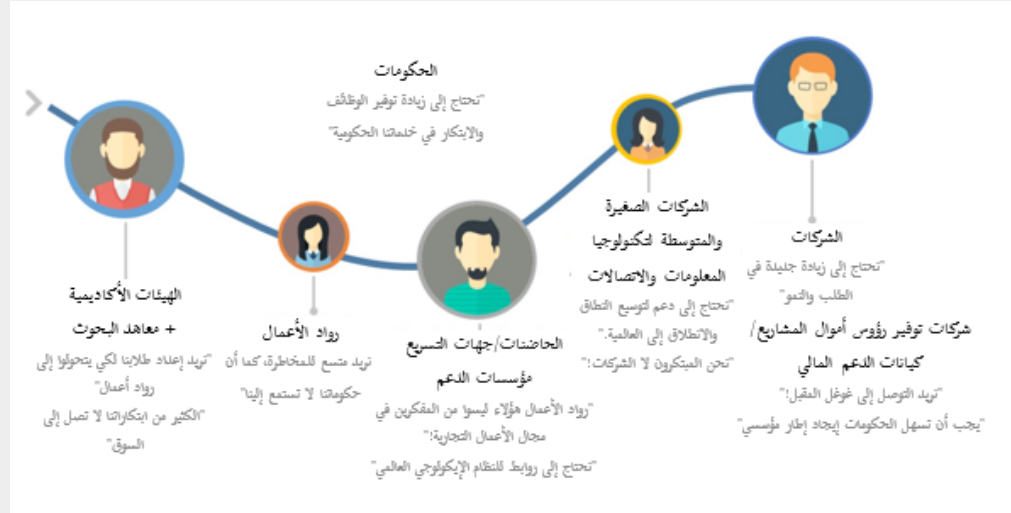 الحكومات
"نحتاج إلى زيادة توفير الوظائف
والابتكار في خدماتنا الحكومية"
الشركات
"نحتاج إلى زيادة جديدة في
الطلب والنمو"
شركات توفير رؤوس أموال المشاريع/
كيانات الدعم المالي
"نريد التوصل إلى غوغل المقبل!"
"يجب أن تسهل الحكومات إيجاد إطار مؤسسي"
الشركات الصغيرة
والمتوسطة لتكنولوجيا
المعلومات والاتصالات
"نحتاج إلى دعم لتوسيع النطاق
والانطلاق إلى العالمية."
"نحن المبتكرون لا الشركات!"
الحاضنات/جهات التسريع
مؤسسات الدعم
"رواد الأعمال هؤلاء ليسوا من المفكرين في
مجال الأعمال التجارية!"
"نحتاج إلى روابط للنظام الإيكولوجي العالمي"
رواد الأعمال
نريد متسع للمخاطرة، كما أن
حكوماتنا لا تستمع إلينا"
الهيئات الأكاديمية
+ معاهد البحوث
"نريد إعداد طلابنا لكي يتحولوا إلى
رواد أعمال"
"الكثير من ابتكاراتنا لا تصل إلى
السوق"